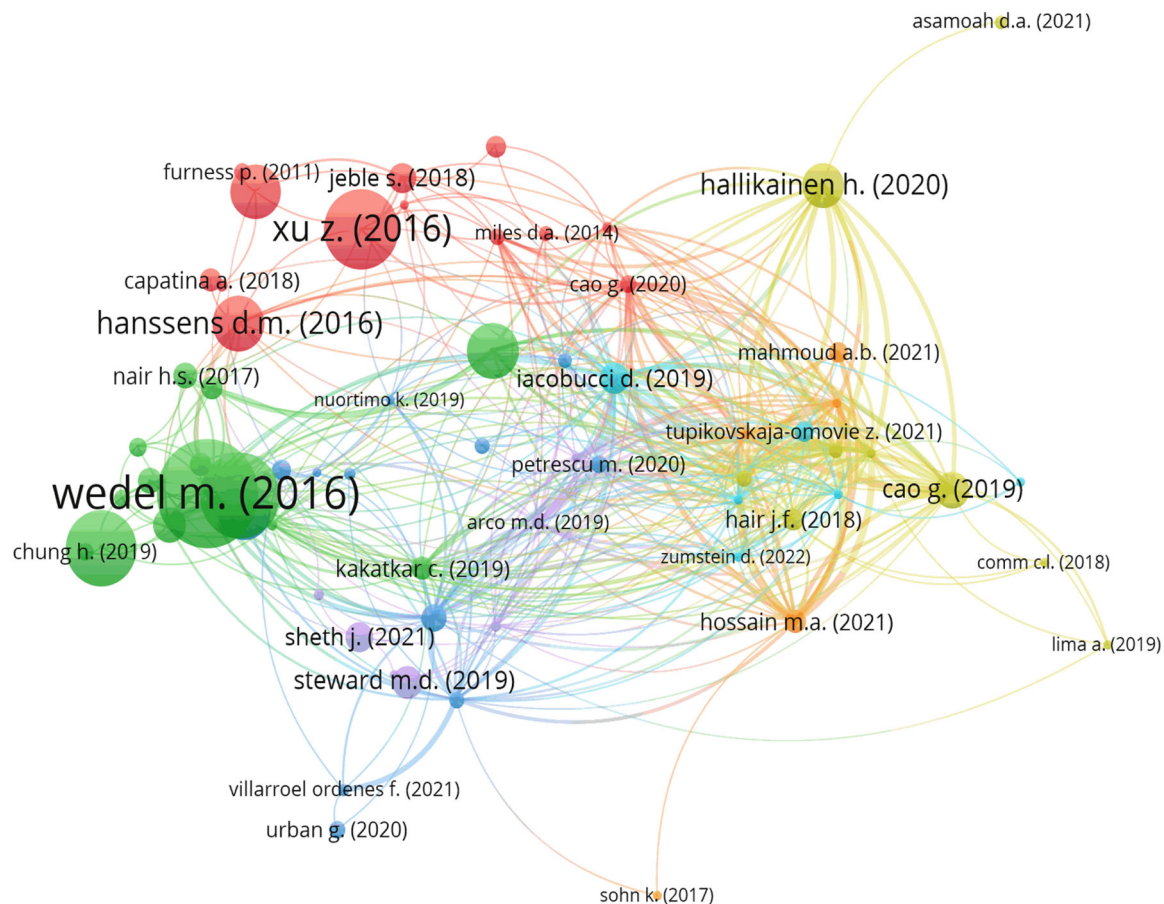 asamoah d.a. (2021)
furness p. (2011)
jeble s. (2018)
hallikainen h. (2020)
xu z. (2016)
miles d.a. (2014)
capatina a. (2018)
cao g. (2020)
hanssens d.m. (2016)
mahmoud a.b. (2021)
nair h.s. (2017)
iacobucci d. (2019)
nuortimo k. (2019)
tupikovskaja-omovie z. (2021)
petrescu m. (2020)
wedel m. (2016)
cao g. (2019)
arco m.d. (2019)
hair j.f. (2018)
chung h. (2019)
zumstein d. (2022)
comm c.l. (2018)
kakatkar c. (2019)
hossain m.a. (2021)
sheth j. (2021)
lima a. (2019)
steward m.d. (2019)
villarroel ordenes f. (2021)
urban g. (2020)
sohn k. (2017)